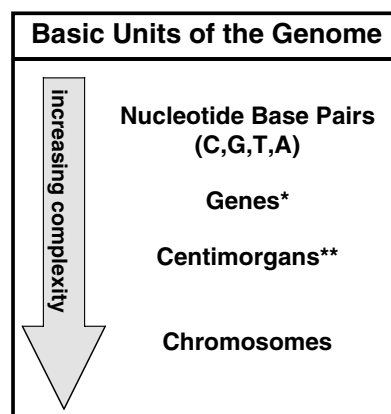 Basic Units of the Genome
increasing complexity
Nucleotide Base Pairs
(C,G,T,A)
Genes*
Centimorgans**
Chromosomes